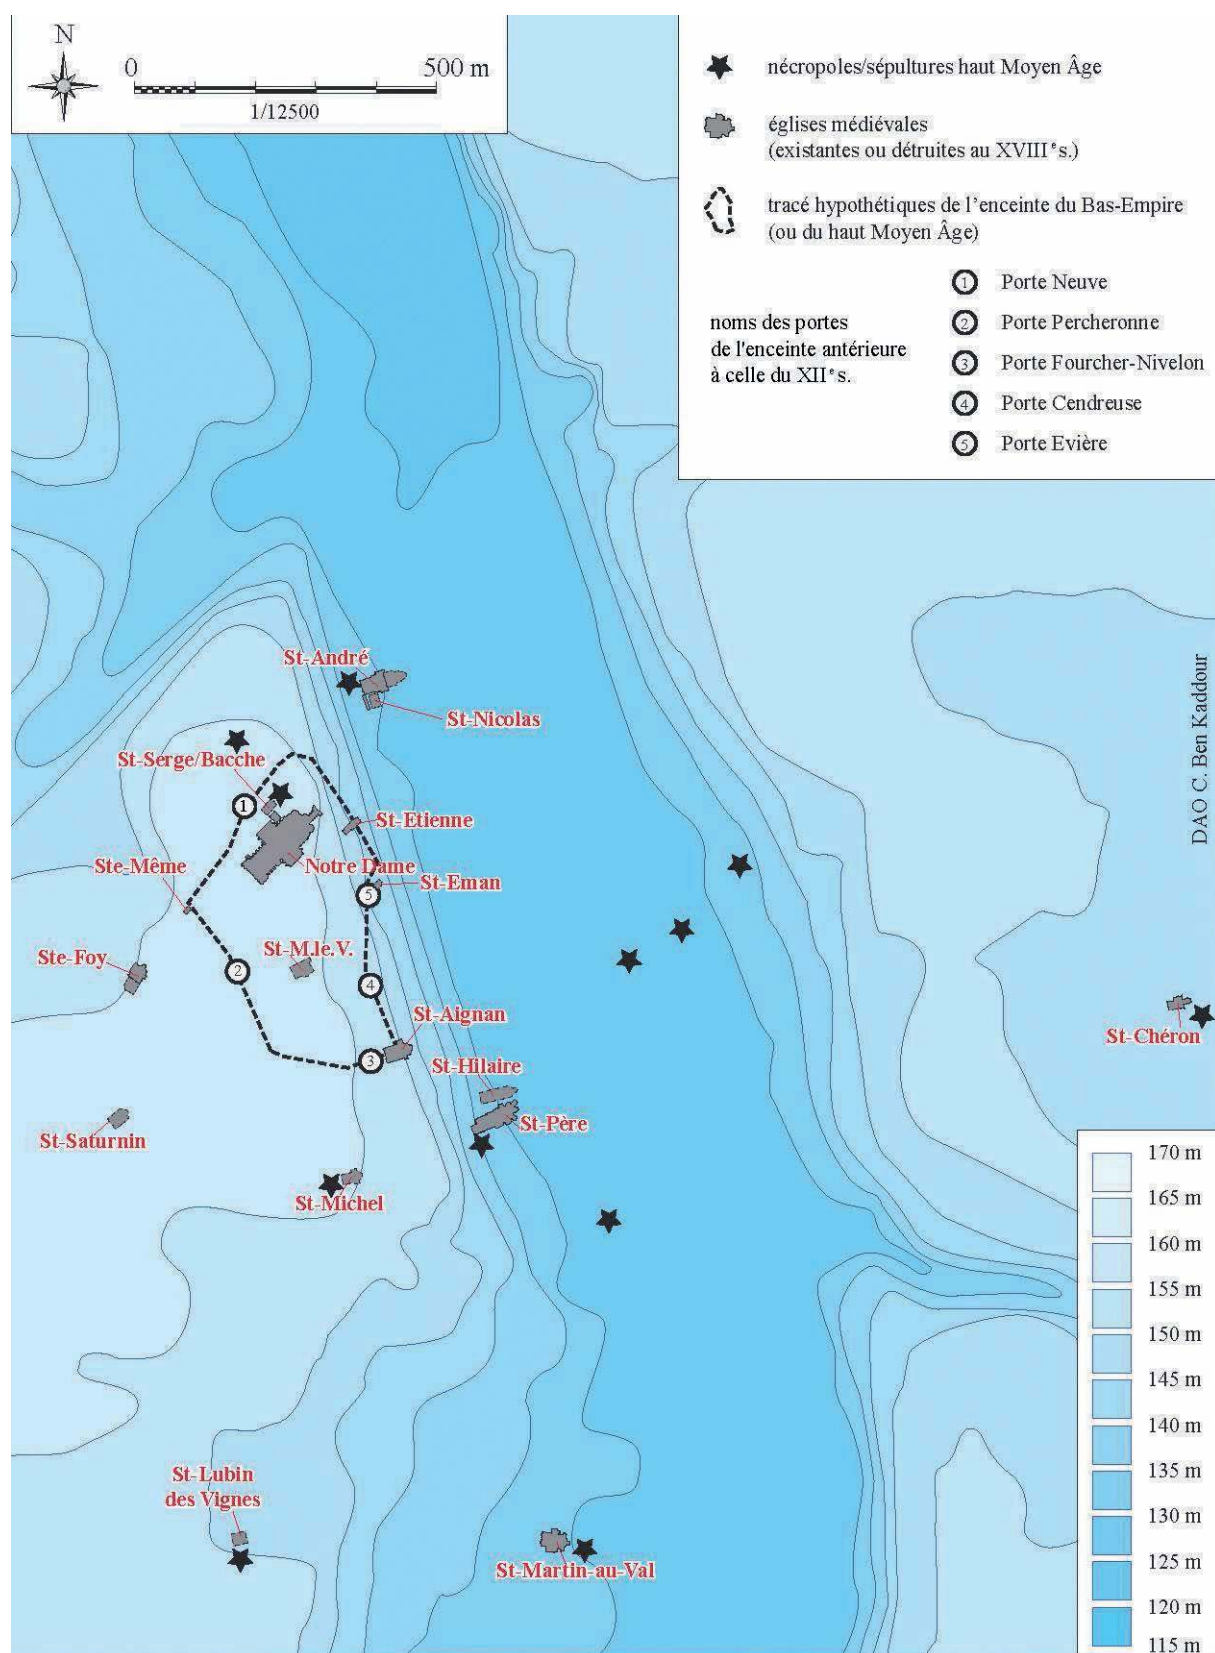 N
0 500 m
1/12500
nécropoles/sépultures haut Moyen Âge
églises médiévales
(existantes ou détruites au XVIIIᵉs.)
tracé hypothétiques de l'enceinte du Bas-Empire
(ou du haut Moyen Âge)
noms des portes
de l'enceinte antérieure
à celle du XIIᵉs.
1 Porte Neuve
2 Porte Percheronne
3 Porte Fourcher-Nivelon
4 Porte Cendreuse
5 Porte Evière
DAO C. Ben Kaddour
St-André
St-Nicolas
St-Serge/Bacche
1
St-Etienne
Ste-Même
Notre Dame
St-Eman
5
Ste-Foy
2
St-M.le.V.
4
St-Aignan
3
St-Hilaire
St-Chéron
St-Père
St-Saturnin
St-Michel
St-Lubin
des Vignes
St-Martin-au-Val
170 m
165 m
160 m
155 m
150 m
145 m
140 m
135 m
130 m
125 m
120 m
115 m